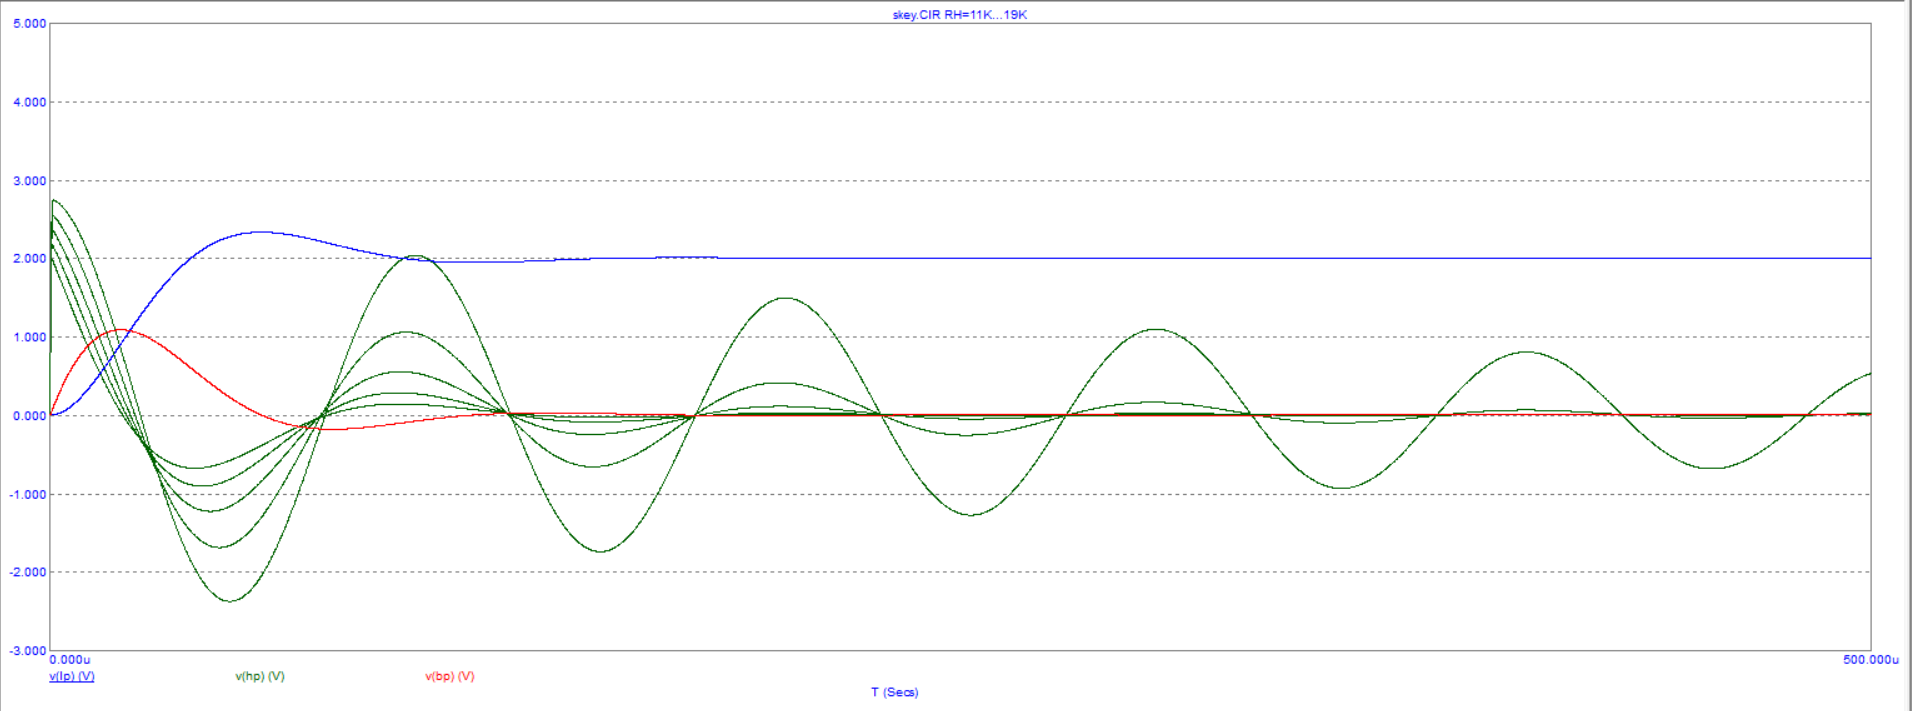 skey.CIR RH=11K...19K
5.000
4.000
3.000
2.000
1.000
0.000
-1.000
-2.000
-3.000
0.000u 500.000u
v(lp) (V) v(hp) (V) v(bp) (V)
T (Secs)